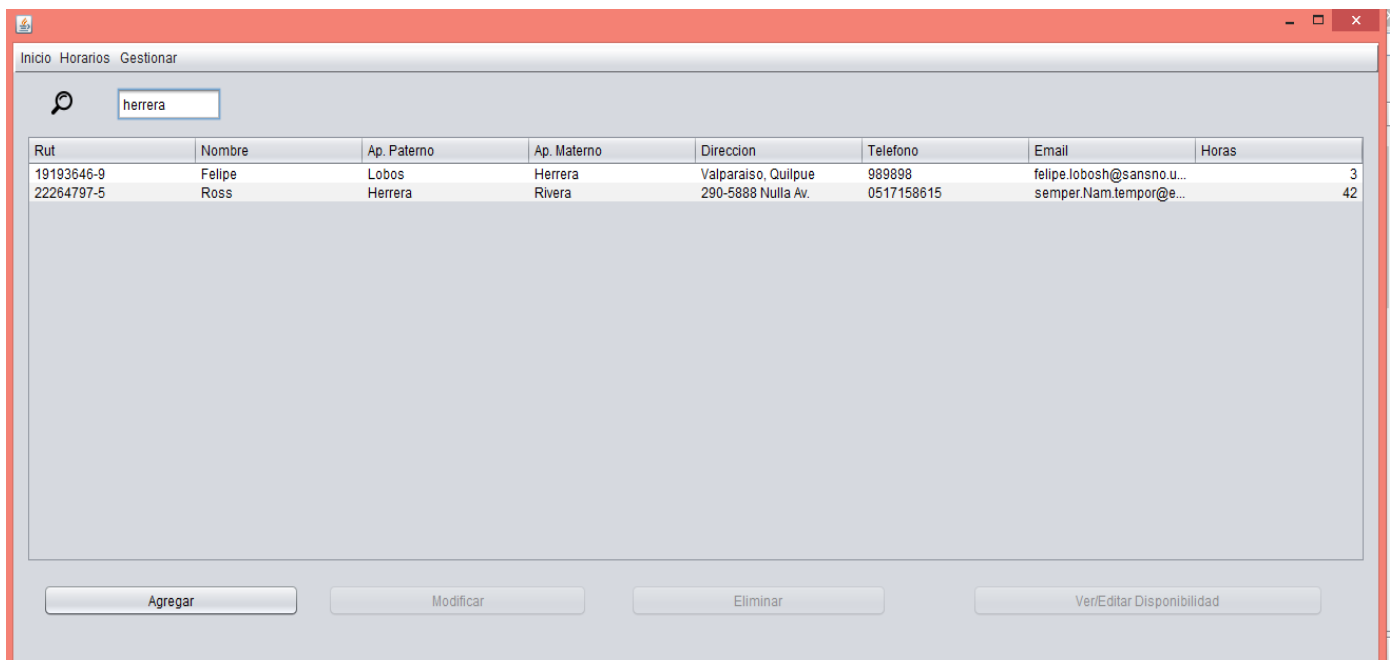 Inicio Horarios Gestionar
herrera
Rut Nombre Ap. Paterno Ap. Materno Direccion Telefono Email Horas
19193646-9 Felipe Lobos Herrera Valparaiso, Quilpue 989898 felipe.lobosh@sansno.u... 3
22264797-5 Ross Herrera Rivera 290-5888 Nulla Av. 0517158615 semper.Nam.tempor@e... 42
Agregar Modificar Eliminar Ver/Editar Disponibilidad